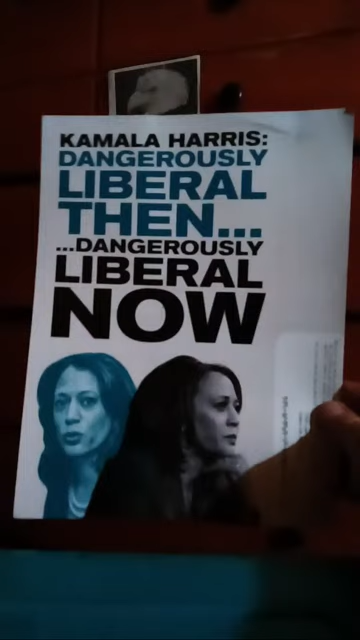 KAMALA HARRIS:
DANGEROUSLY
LIBERAL
THEN...
...DANGEROUSLY
LIBERAL
NOW